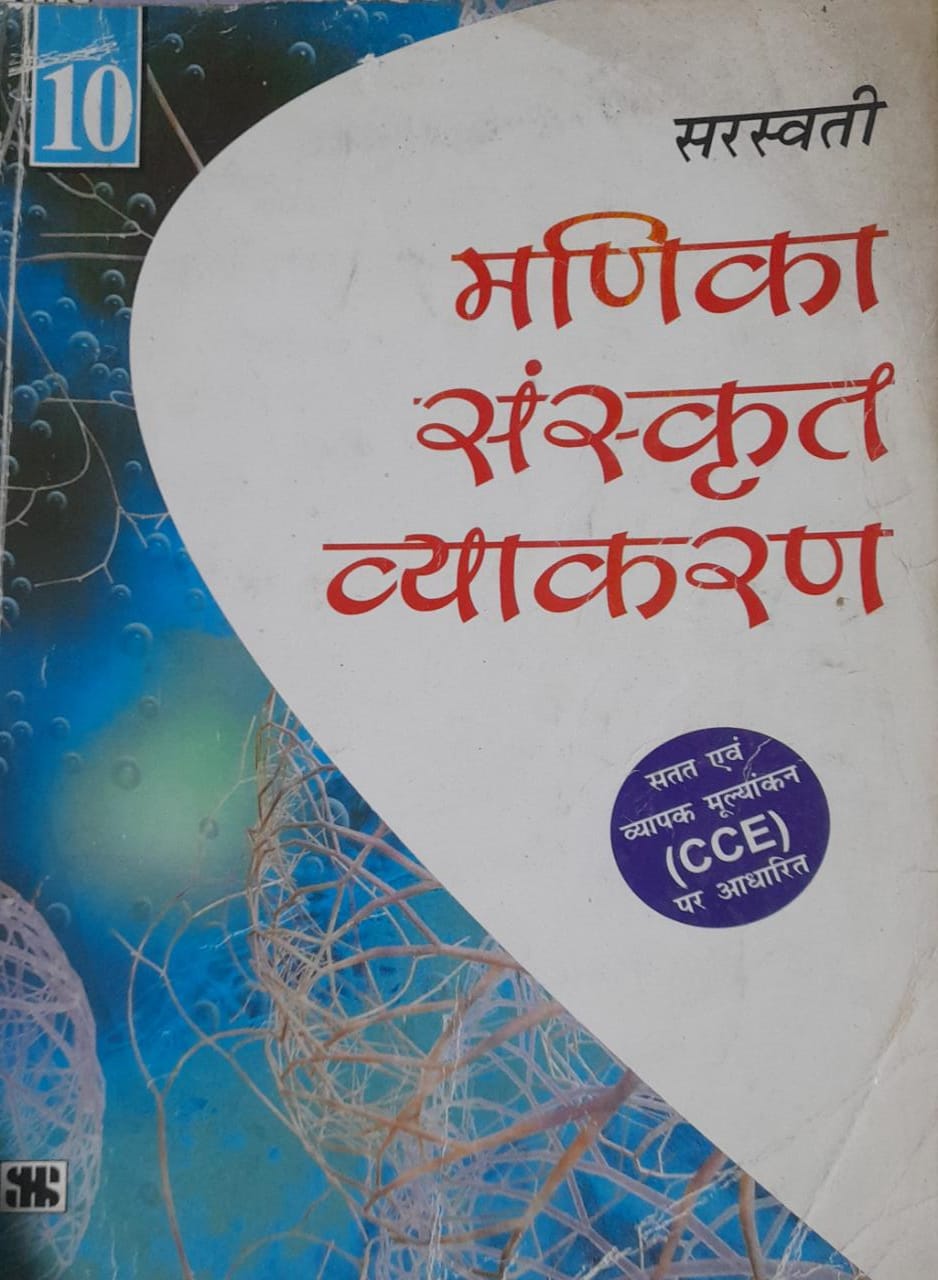 10
सरस्वती
मणिका
संस्कृत
व्याकरण
सतत एवं
व्यापक मूल्यांकन
(CCE)
पर आधारित
SHS